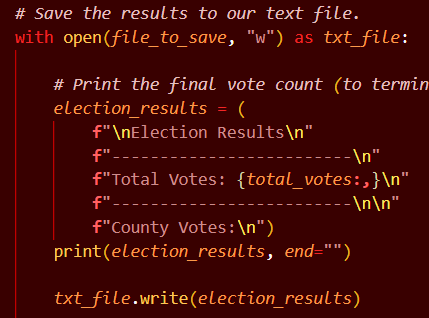 # Save the results to our text file.
with open(file_to_save, "w") as txt_file:
# Print the final vote count (to termin
election_results = (
f"\nElection Results\n"
f"-------------------------\n"
f"Total Votes: {total_votes:,}\n"
f"-------------------------\n\n"
f"County Votes:\n")
print(election_results, end="")
txt_file.write(election_results)